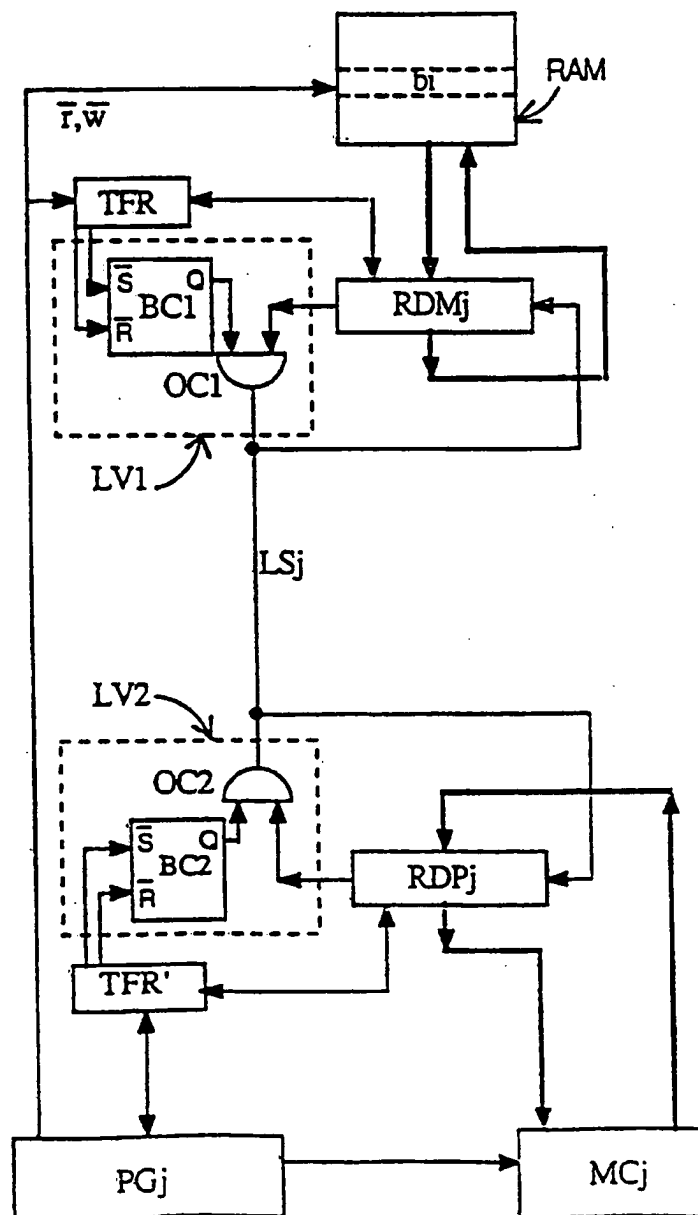 RAM
bi
r̅,w̅
TFR
S̅ Q
BC1
R̅
RDMj
OC1
LV1
LSj
LV2
OC2
S̅ Q
BC2
R̅
RDPj
TFR'
PGj
MCj